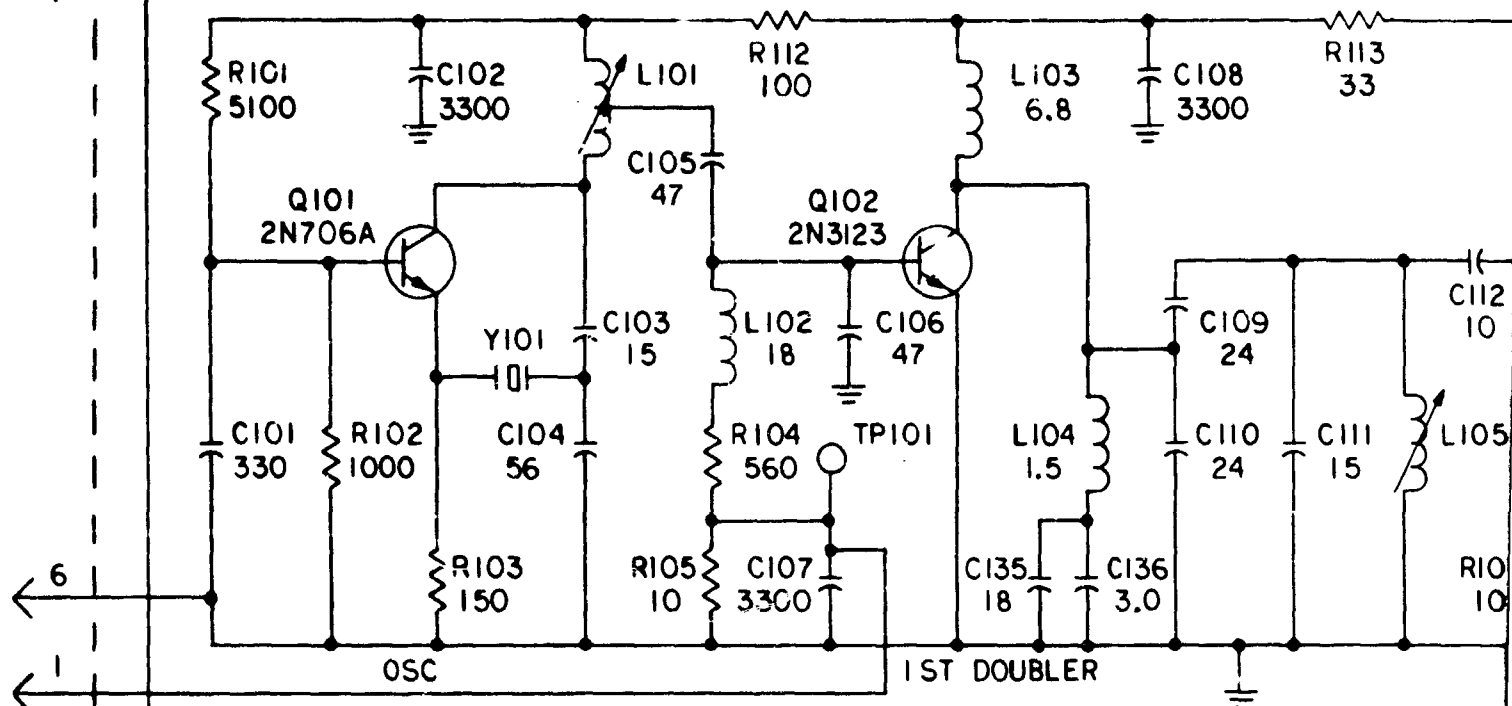 R101
5100
C102
3300
L101
R112
100
L103
6.8
C108
3300
R113
33
C105
47
Q101
2N706A
Q102
2N3123
C112
10
Y101
C103
15
L102
18
C106
47
C109
24
C101
330
R102
1000
C104
56
R104
560
TP101
L104
1.5
C110
24
C111
15
L105
R103
150
R105
10
C107
3300
C135
18
C136
3.0
R10
10
6
OSC
1ST DOUBLER
1